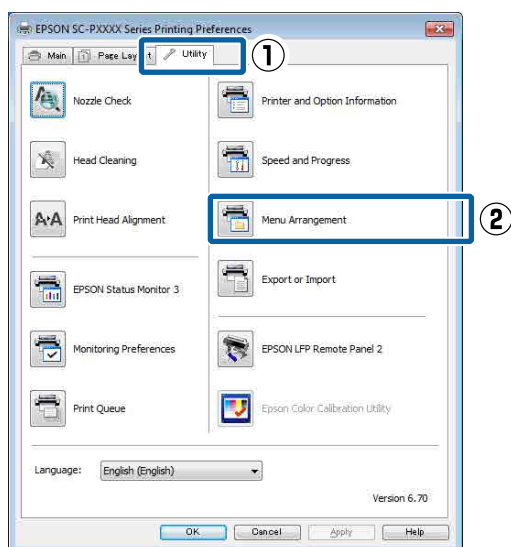 EPSON SC-PXXXX Series Printing Preferences
Main Page Lay t Utility ①
Nozzle Check Printer and Option Information
Head Cleaning Speed and Progress
A A Print Head Alignment Menu Arrangement ②
EPSON Status Monitor 3 Export or Import
Monitoring Preferences EPSON LFP Remote Panel 2
Print Queue Epson Color Calibration Utility
Language: English (English)
Version 6.70
OK Cancel Apply Help